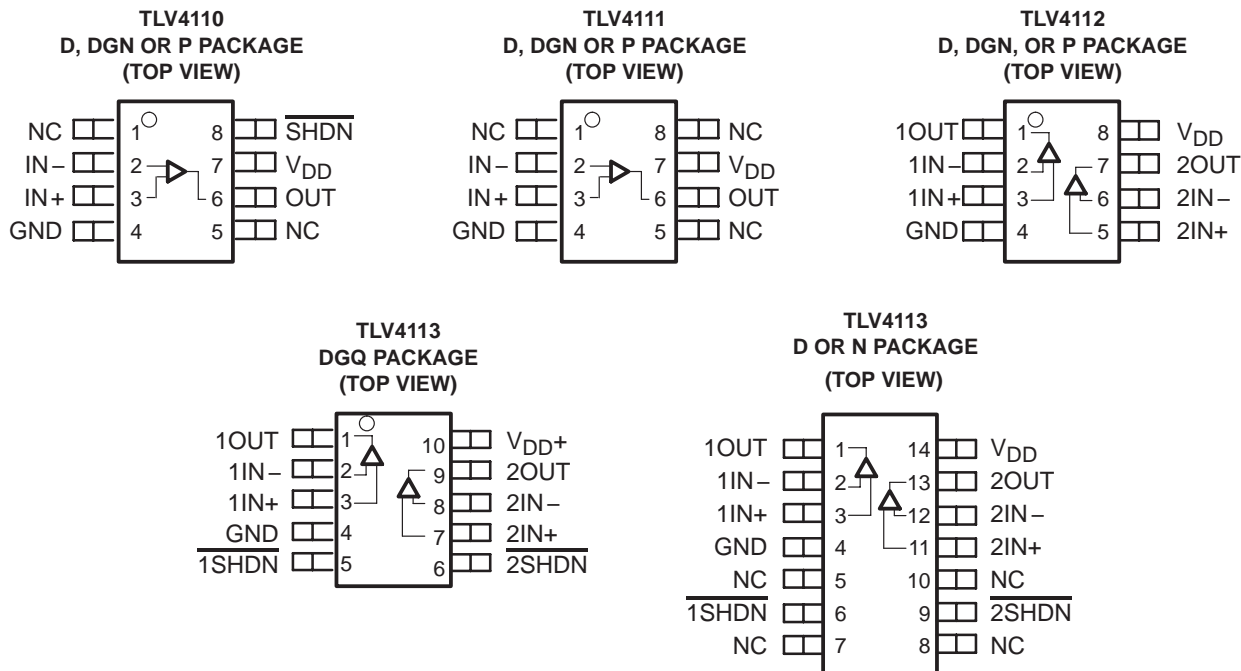 TLV4110
D, DGN OR P PACKAGE
(TOP VIEW)
NC 1 8 SHDN
IN− 2 7 VDD
IN+ 3 6 OUT
GND 4 5 NC
TLV4111
D, DGN OR P PACKAGE
(TOP VIEW)
NC 1 8 NC
IN− 2 7 VDD
IN+ 3 6 OUT
GND 4 5 NC
TLV4112
D, DGN, OR P PACKAGE
(TOP VIEW)
1OUT 1 8 VDD
1IN− 2 7 2OUT
1IN+ 3 6 2IN−
GND 4 5 2IN+
TLV4113
DGQ PACKAGE
(TOP VIEW)
1OUT 1 10 VDD+
1IN− 2 9 2OUT
1IN+ 3 8 2IN−
GND 4 7 2IN+
1SHDN 5 6 2SHDN
TLV4113
D OR N PACKAGE
(TOP VIEW)
1OUT 1 14 VDD
1IN− 2 13 2OUT
1IN+ 3 12 2IN−
GND 4 11 2IN+
NC 5 10 NC
1SHDN 6 9 2SHDN
NC 7 8 NC